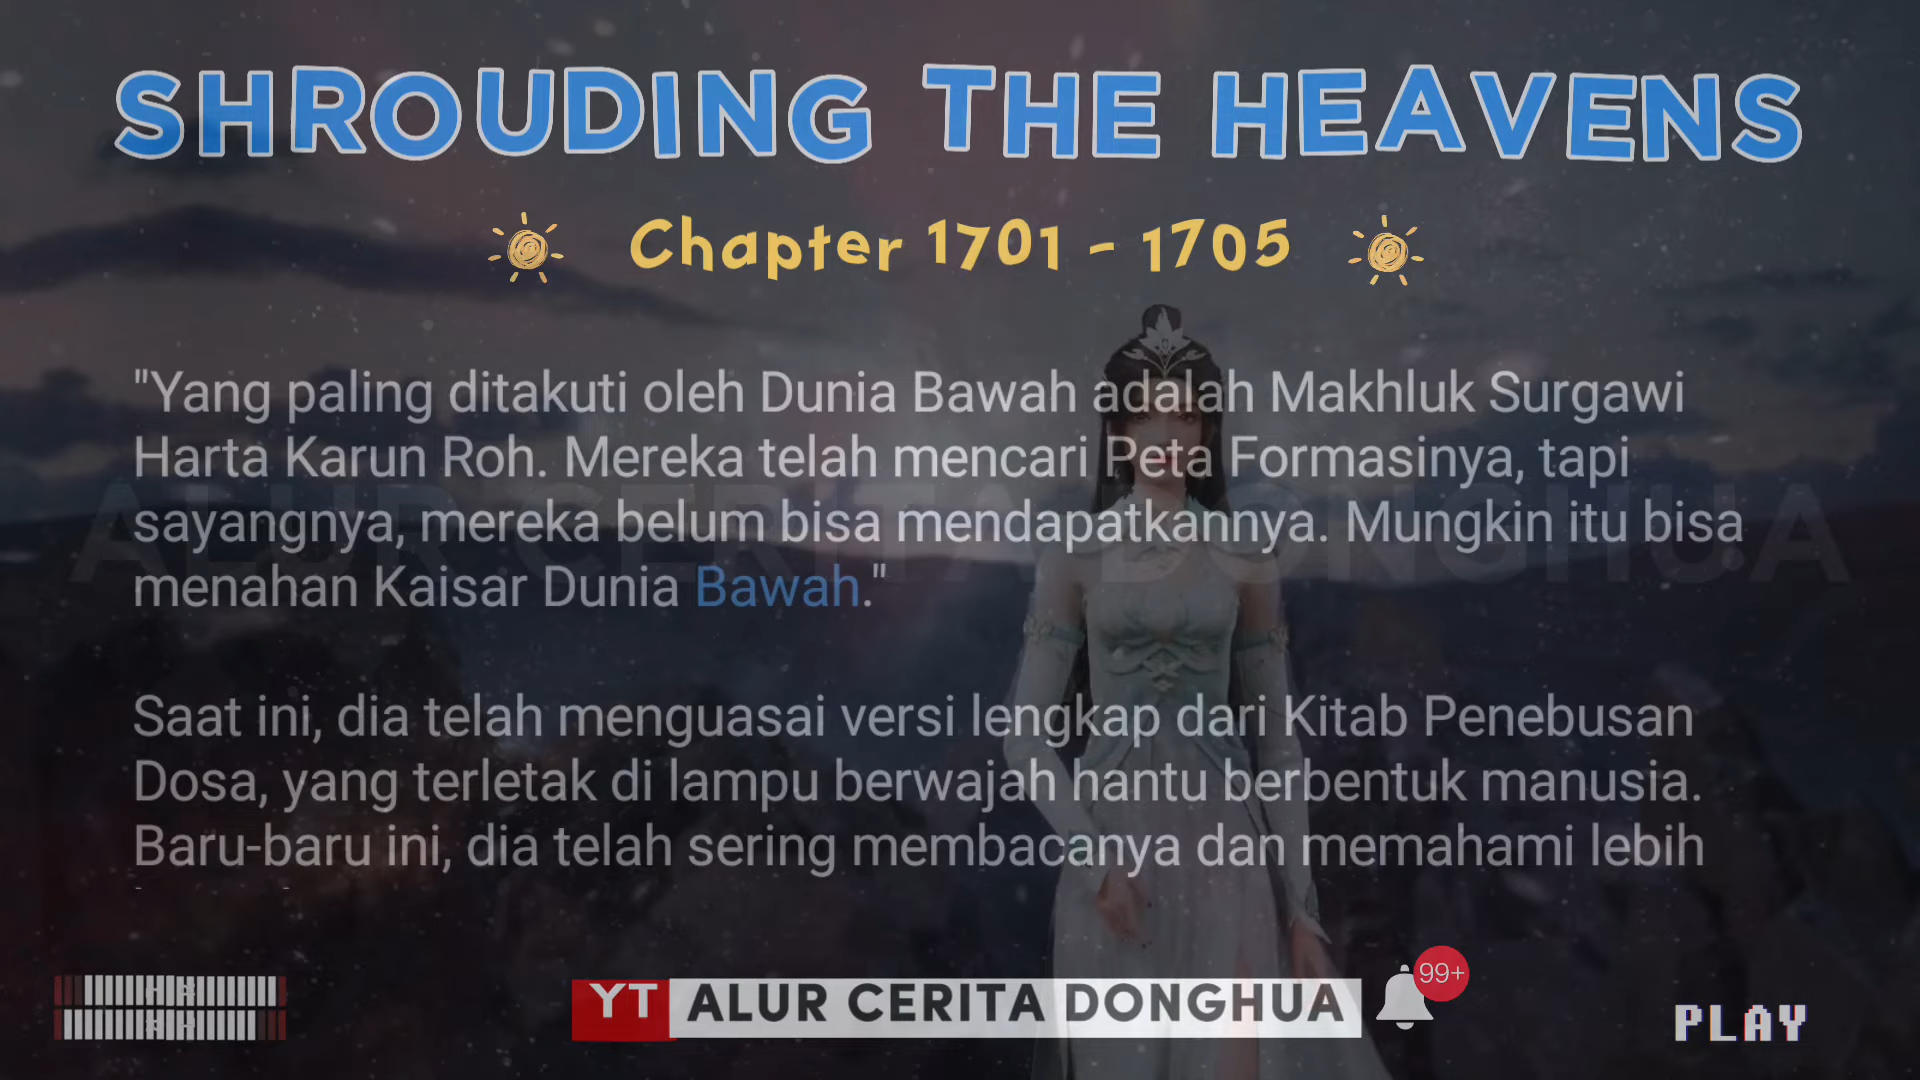 SHROUDING THE HEAVENS
Chapter 1701 - 1705
"Yang paling ditakuti oleh Dunia Bawah adalah Makhluk Surgawi
Harta Karun Roh. Mereka telah mencari Peta Formasinya, tapi
sayangnya, mereka belum bisa mendapatkannya. Mungkin itu bisa
menahan Kaisar Dunia Bawah."
ALUR CERITA DONGHUA
Saat ini, dia telah menguasai versi lengkap dari Kitab Penebusan
Dosa, yang terletak di lampu berwajah hantu berbentuk manusia.
Baru-baru ini, dia telah sering membacanya dan memahami lebih
YT ALUR CERITA DONGHUA
99+
PLAY